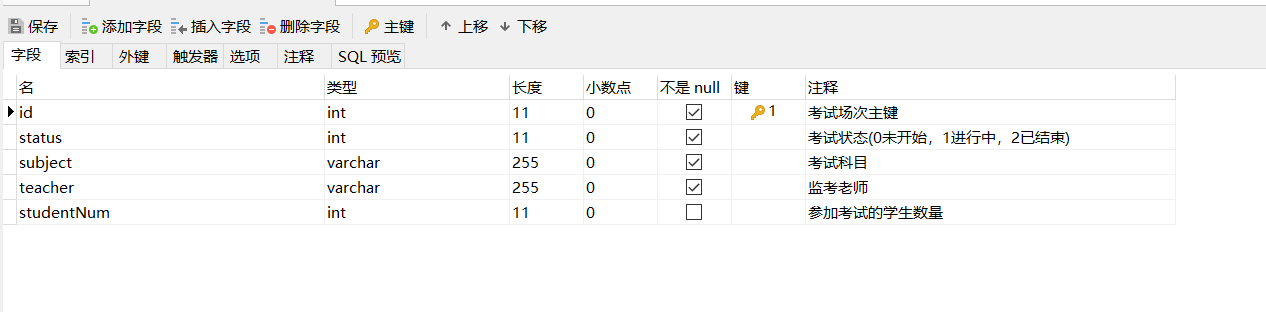 保存 添加字段 插入字段 删除字段 主键 上移 下移
字段 索引 外键 触发器 选项 注释 SQL 预览
名 类型 长度 小数点 不是 null 键 注释
id int 11 0 1 考试场次主键
status int 11 0 考试状态(0未开始，1进行中，2已结束)
subject varchar 255 0 考试科目
teacher varchar 255 0 监考老师
studentNum int 11 0 参加考试的学生数量